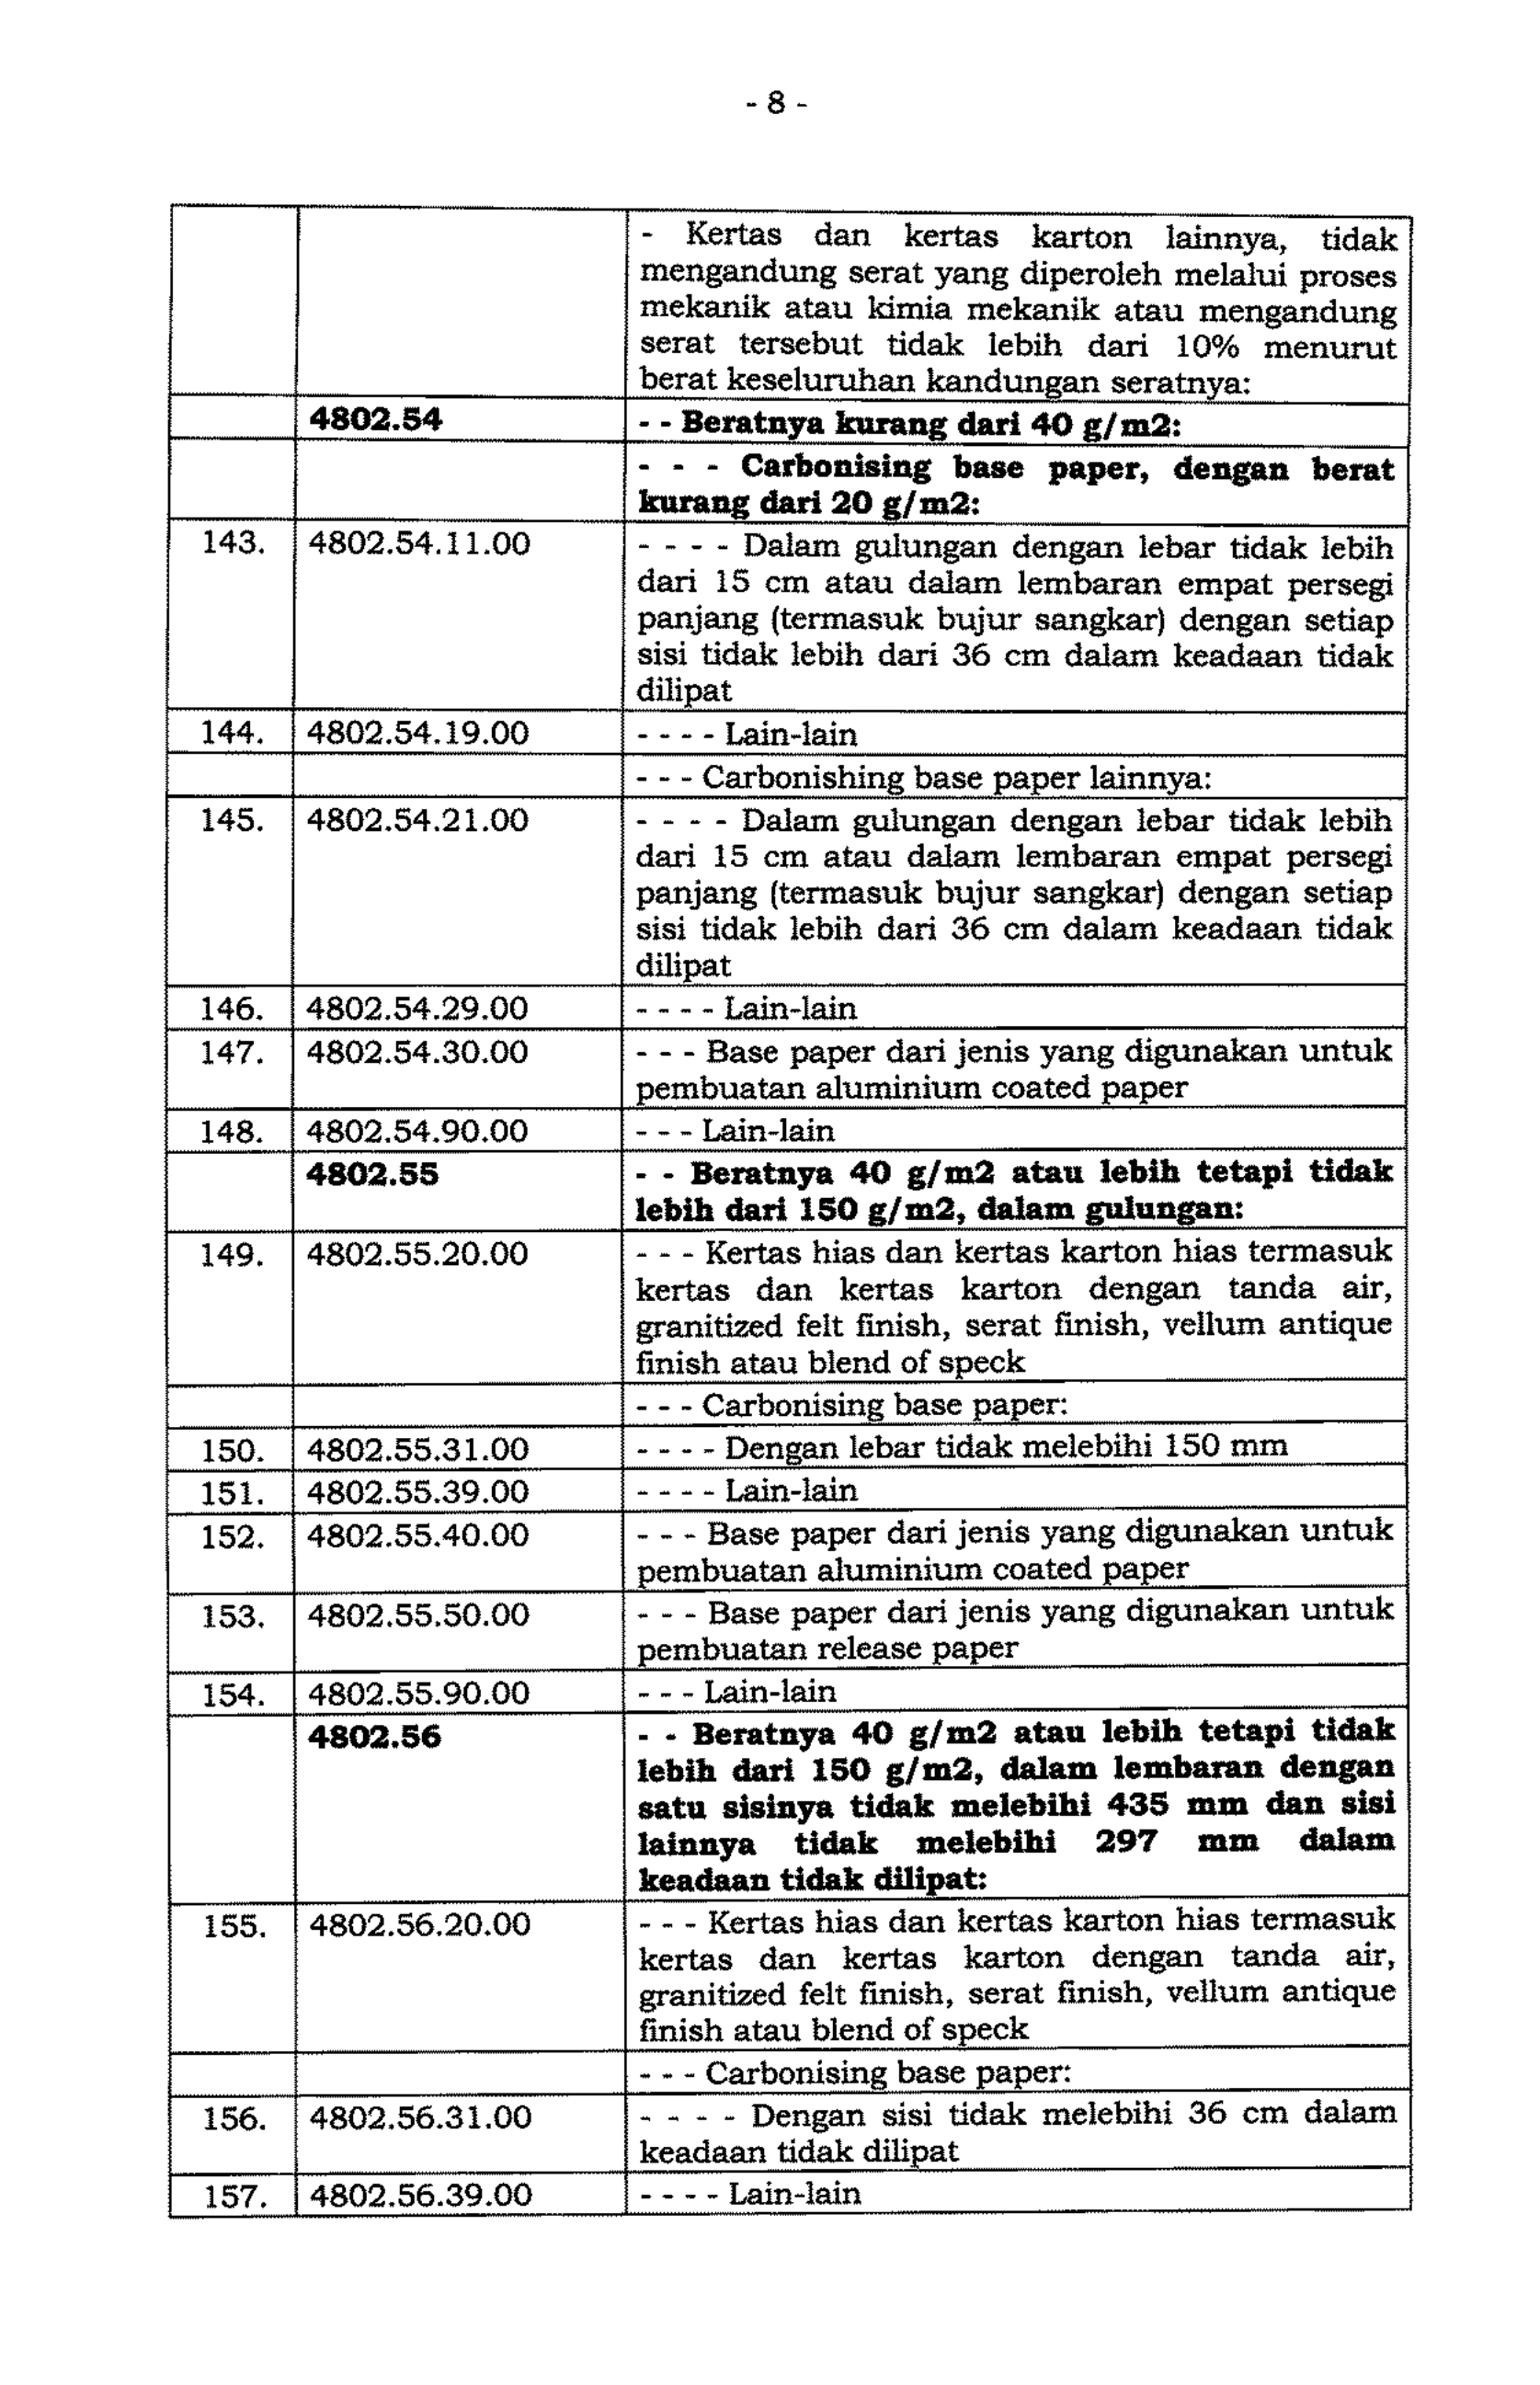 - 8 -
- Kertas dan kertas karton lainnya, tidak
mengandung serat yang diperoleh melalui proses
mekanik atau kimia mekanik atau mengandung
serat tersebut tidak lebih dari 10% menurut
berat keseluruhan kandungan seratnya:
4802.54 - - Beratnya kurang dari 40 g/m2:
- - - Carbonising base paper, dengan berat
kurang dari 20 g/m2:
143. 4802.54.11.00 - - - - Dalam gulungan dengan lebar tidak lebih
dari 15 cm atau dalam lembaran empat persegi
panjang (termasuk bujur sangkar) dengan setiap
sisi tidak lebih dari 36 cm dalam keadaan tidak
dilipat
144. 4802.54.19.00 - - - - Lain-lain
- - - Carbonishing base paper lainnya:
145. 4802.54.21.00 - - - - Dalam gulungan dengan lebar tidak lebih
dari 15 cm atau dalam lembaran empat persegi
panjang (termasuk bujur sangkar) dengan setiap
sisi tidak lebih dari 36 cm dalam keadaan tidak
dilipat
146. 4802.54.29.00 - - - - Lain-lain
147. 4802.54.30.00 - - - Base paper dari jenis yang digunakan untuk
pembuatan aluminium coated paper
148. 4802.54.90.00 - - - Lain-lain
4802.55 - - Beratnya 40 g/m2 atau lebih tetapi tidak
lebih dari 150 g/m2, dalam gulungan:
149. 4802.55.20.00 - - - Kertas hias dan kertas karton hias termasuk
kertas dan kertas karton dengan tanda air,
granitized felt finish, serat finish, vellum antique
finish atau blend of speck
- - - Carbonising base paper:
150. 4802.55.31.00 - - - - Dengan lebar tidak melebihi 150 mm
151. 4802.55.39.00 - - - - Lain-lain
152. 4802.55.40.00 - - - Base paper dari jenis yang digunakan untuk
pembuatan aluminium coated paper
153. 4802.55.50.00 - - - Base paper dari jenis yang digunakan untuk
pembuatan release paper
154. 4802.55.90.00 - - - Lain-lain
4802.56 - - Beratnya 40 g/m2 atau lebih tetapi tidak
lebih dari 150 g/m2, dalam lembaran dengan
satu sisinya tidak melebihi 435 mm dan sisi
lainnya tidak melebihi 297 mm dalam
keadaan tidak dilipat:
155. 4802.56.20.00 - - - Kertas hias dan kertas karton hias termasuk
kertas dan kertas karton dengan tanda air,
granitized felt finish, serat finish, vellum antique
finish atau blend of speck
- - - Carbonising base paper:
156. 4802.56.31.00 - - - - Dengan sisi tidak melebihi 36 cm dalam
keadaan tidak dilipat
157. 4802.56.39.00 - - - - Lain-lain